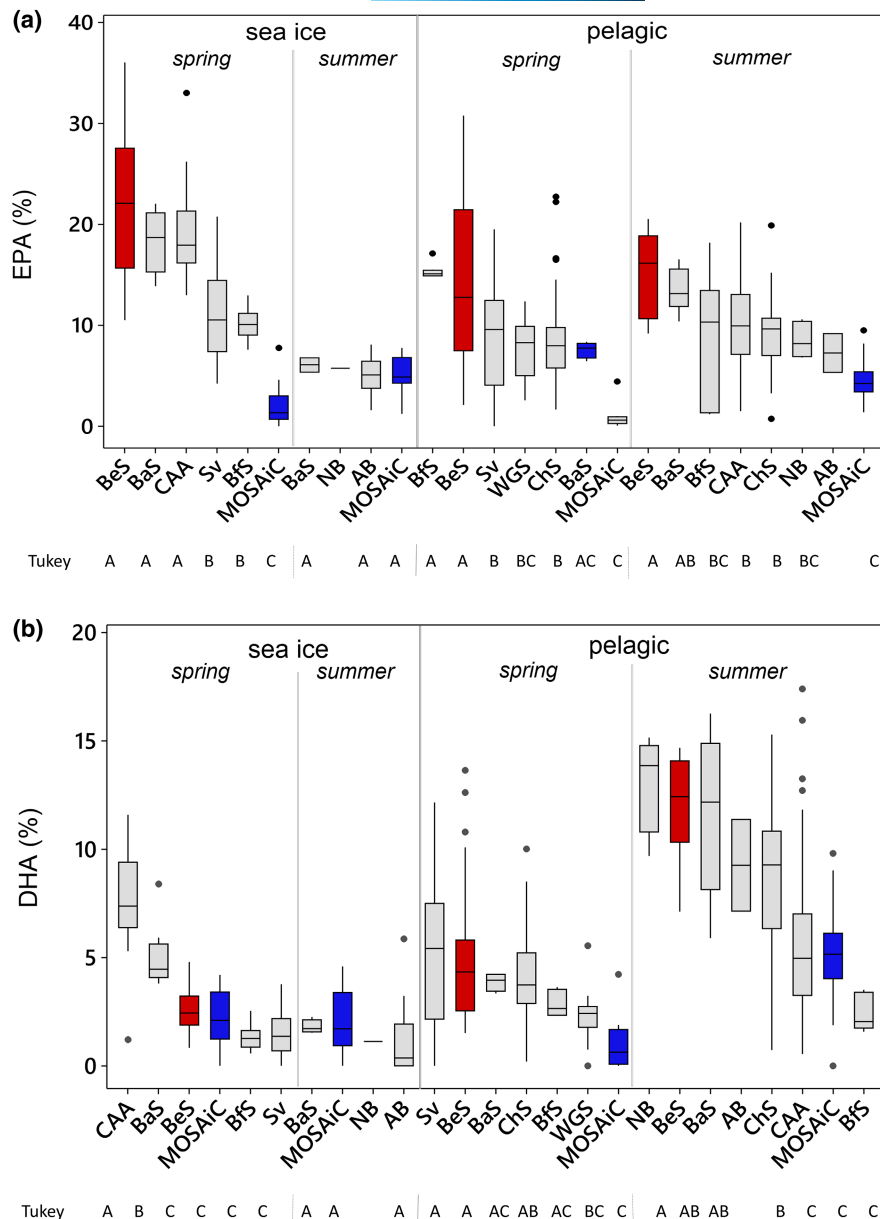 (a)
sea ice pelagic
spring summer spring summer
40
30
20
10
0
EPA (%)
BeS BaS CAA Sv BfS MOSAiC BaS NB AB MOSAiC BfS BeS Sv WGS ChS BaS MOSAiC BeS BaS BfS CAA ChS NB AB MOSAiC
Tukey A A A B B C A A A A A B BC B AC C A AB BC B B BC C
(b)
sea ice pelagic
spring summer spring summer
20
15
10
5
0
DHA (%)
CAA BaS BeS MOSAiC BfS Sv BaS MOSAiC NB AB Sv BeS BaS ChS BfS WGS MOSAiC NB BeS BaS AB ChS CAA MOSAiC BfS
Tukey A B C C C C A A A A A AC AB AC BC C A AB AB B C C C